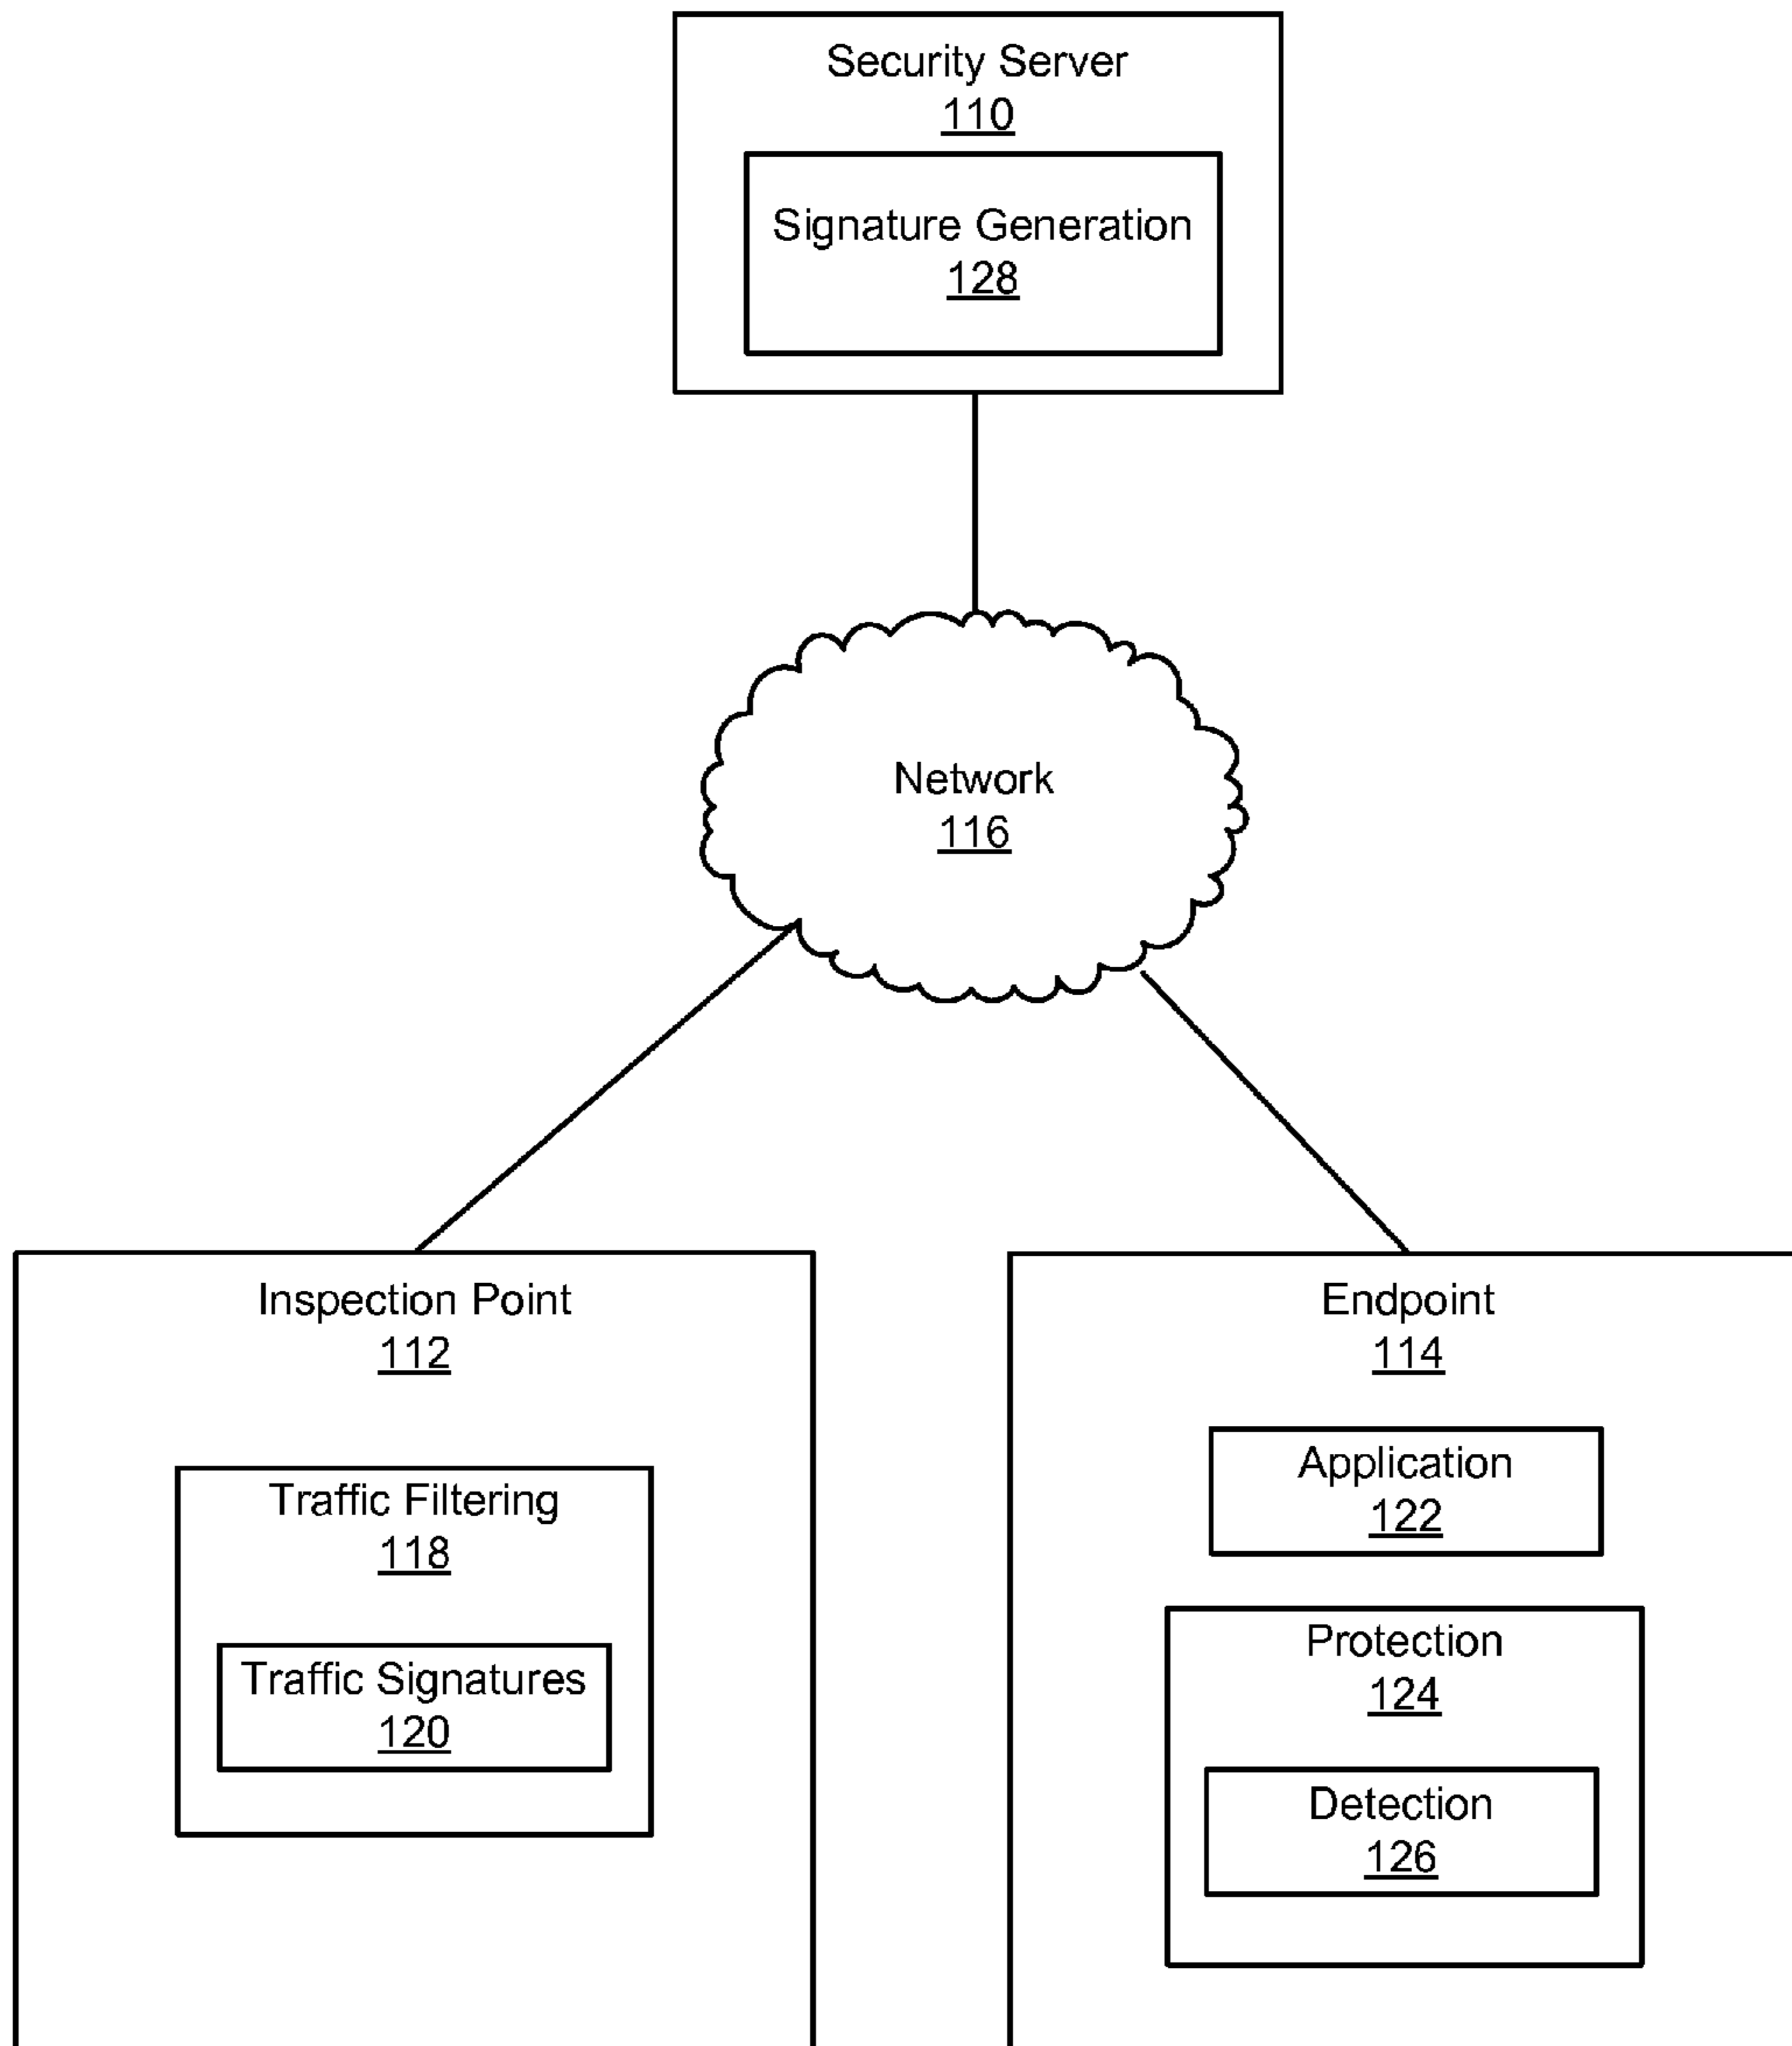 Security Server
110
Signature Generation
128
Network
116
Inspection Point
112
Traffic Filtering
118
Traffic Signatures
120
Endpoint
114
Application
122
Protection
124
Detection
126